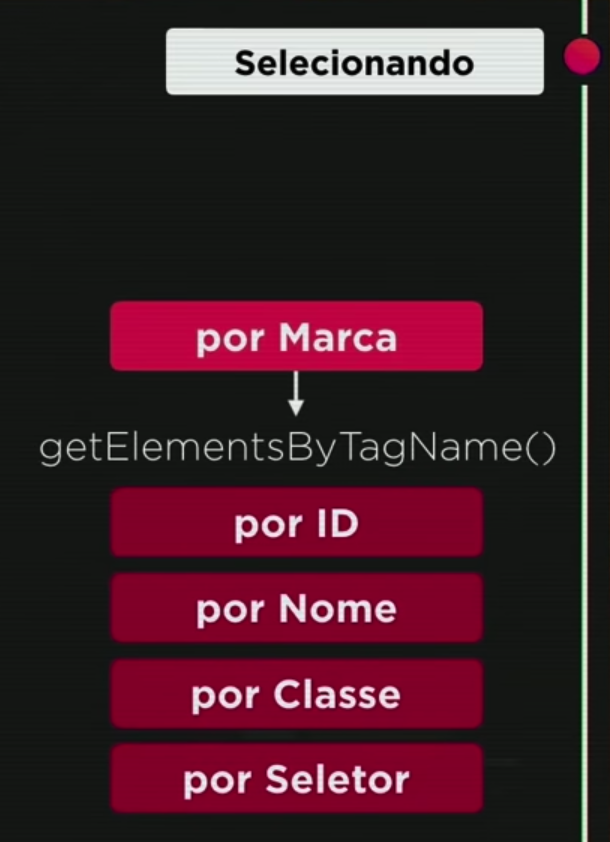 Selecionando
por Marca
getElementsByTagName()
por ID
por Nome
por Classe
por Seletor